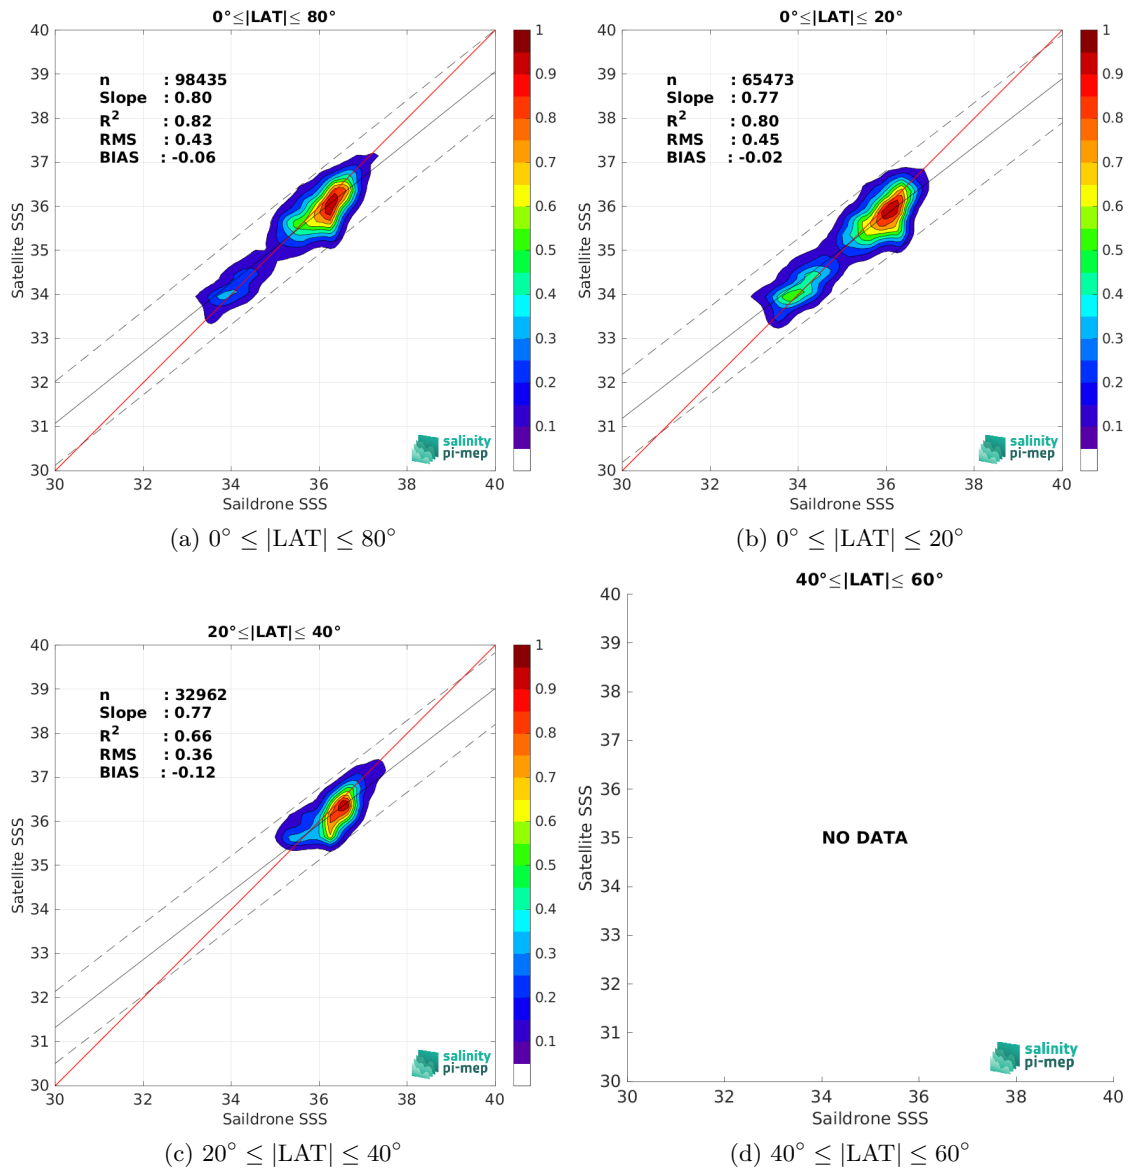 0°≤|LAT|≤ 80°
40
39
38
37
36
35
34
33
32
31
30
Satellite SSS
n : 98435
Slope : 0.80
R² : 0.82
RMS : 0.43
BIAS : -0.06
salinity
pi-mep
30 32 34 36 38 40
Saildrone SSS
1
0.9
0.8
0.7
0.6
0.5
0.4
0.3
0.2
0.1
(a) 0° ≤ |LAT| ≤ 80°
0°≤|LAT|≤ 20°
40
39
38
37
36
35
34
33
32
31
30
Satellite SSS
n : 65473
Slope : 0.77
R² : 0.80
RMS : 0.45
BIAS : -0.02
salinity
pi-mep
30 32 34 36 38 40
Saildrone SSS
1
0.9
0.8
0.7
0.6
0.5
0.4
0.3
0.2
0.1
(b) 0° ≤ |LAT| ≤ 20°
20°≤|LAT|≤ 40°
40
39
38
37
36
35
34
33
32
31
30
Satellite SSS
n : 32962
Slope : 0.77
R² : 0.66
RMS : 0.36
BIAS : -0.12
salinity
pi-mep
30 32 34 36 38 40
Saildrone SSS
1
0.9
0.8
0.7
0.6
0.5
0.4
0.3
0.2
0.1
(c) 20° ≤ |LAT| ≤ 40°
40°≤|LAT|≤ 60°
40
39
38
37
36
35
34
33
32
31
30
Satellite SSS
NO DATA
salinity
pi-mep
30 32 34 36 38 40
Saildrone SSS
(d) 40° ≤ |LAT| ≤ 60°